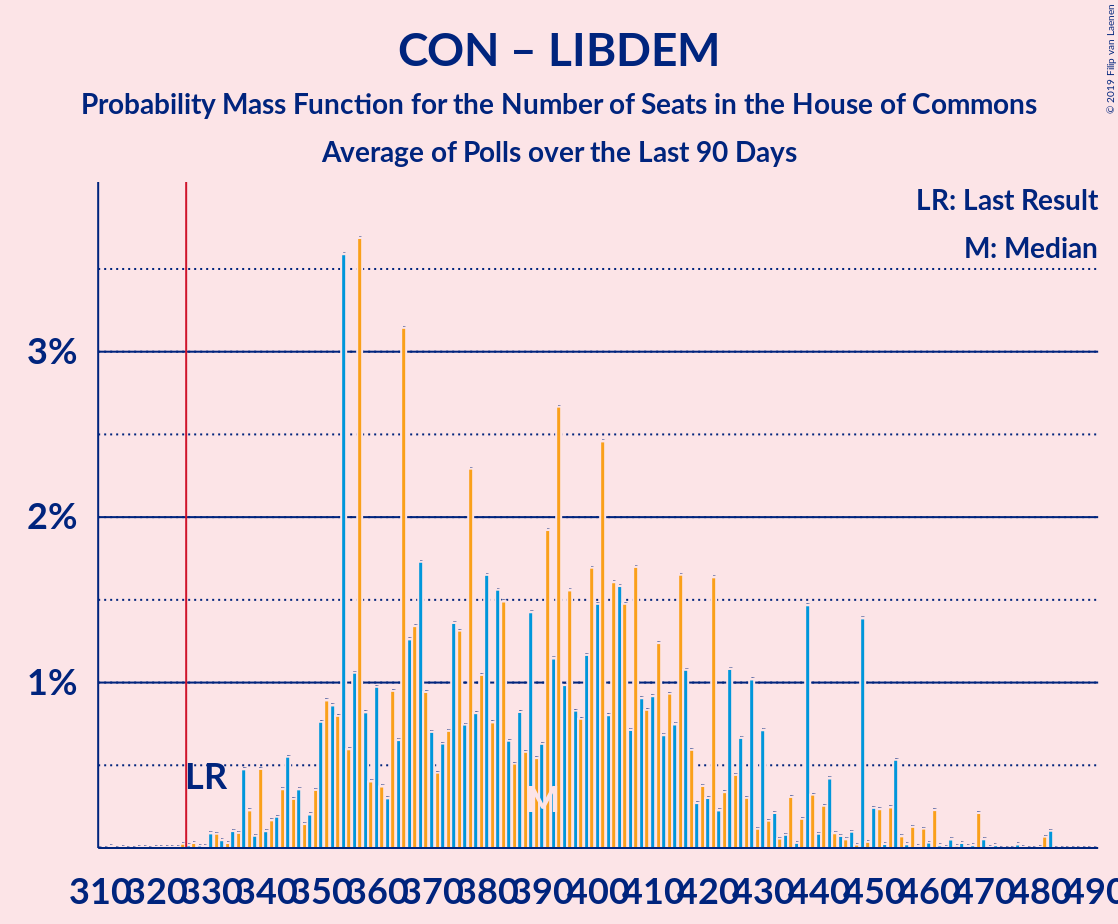 CON – LIBDEM
Probability Mass Function for the Number of Seats in the House of Commons
Average of Polls over the Last 90 Days
© 2019 Filip van Laenen
LR: Last Result
M: Median
3%
2%
1%
LR
M
310 320 330 340 350 360 370 380 390 400 410 420 430 440 450 460 470 480 490